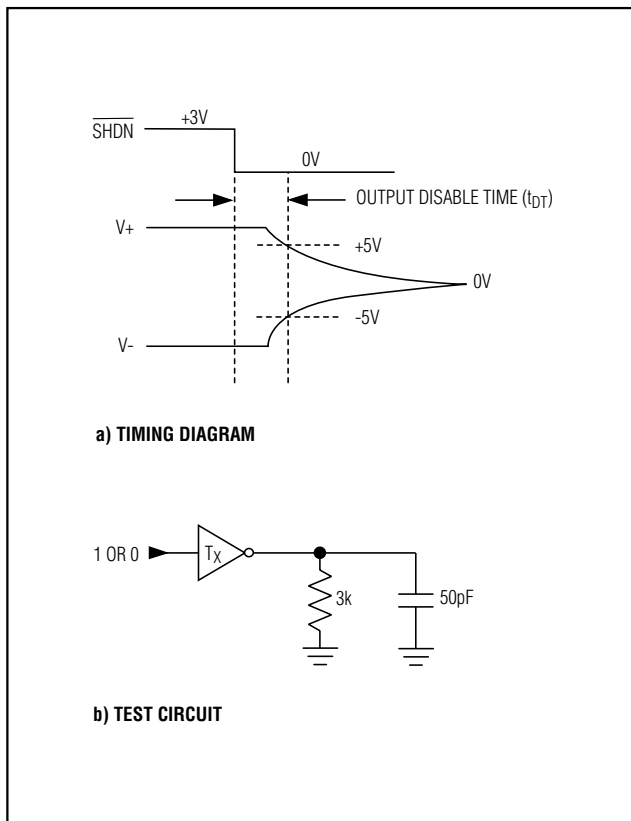 +3V
SHDN
0V
OUTPUT DISABLE TIME (tDT)
V+
+5V
0V
-5V
V-
a) TIMING DIAGRAM
1 OR 0
TX
3k
50pF
b) TEST CIRCUIT